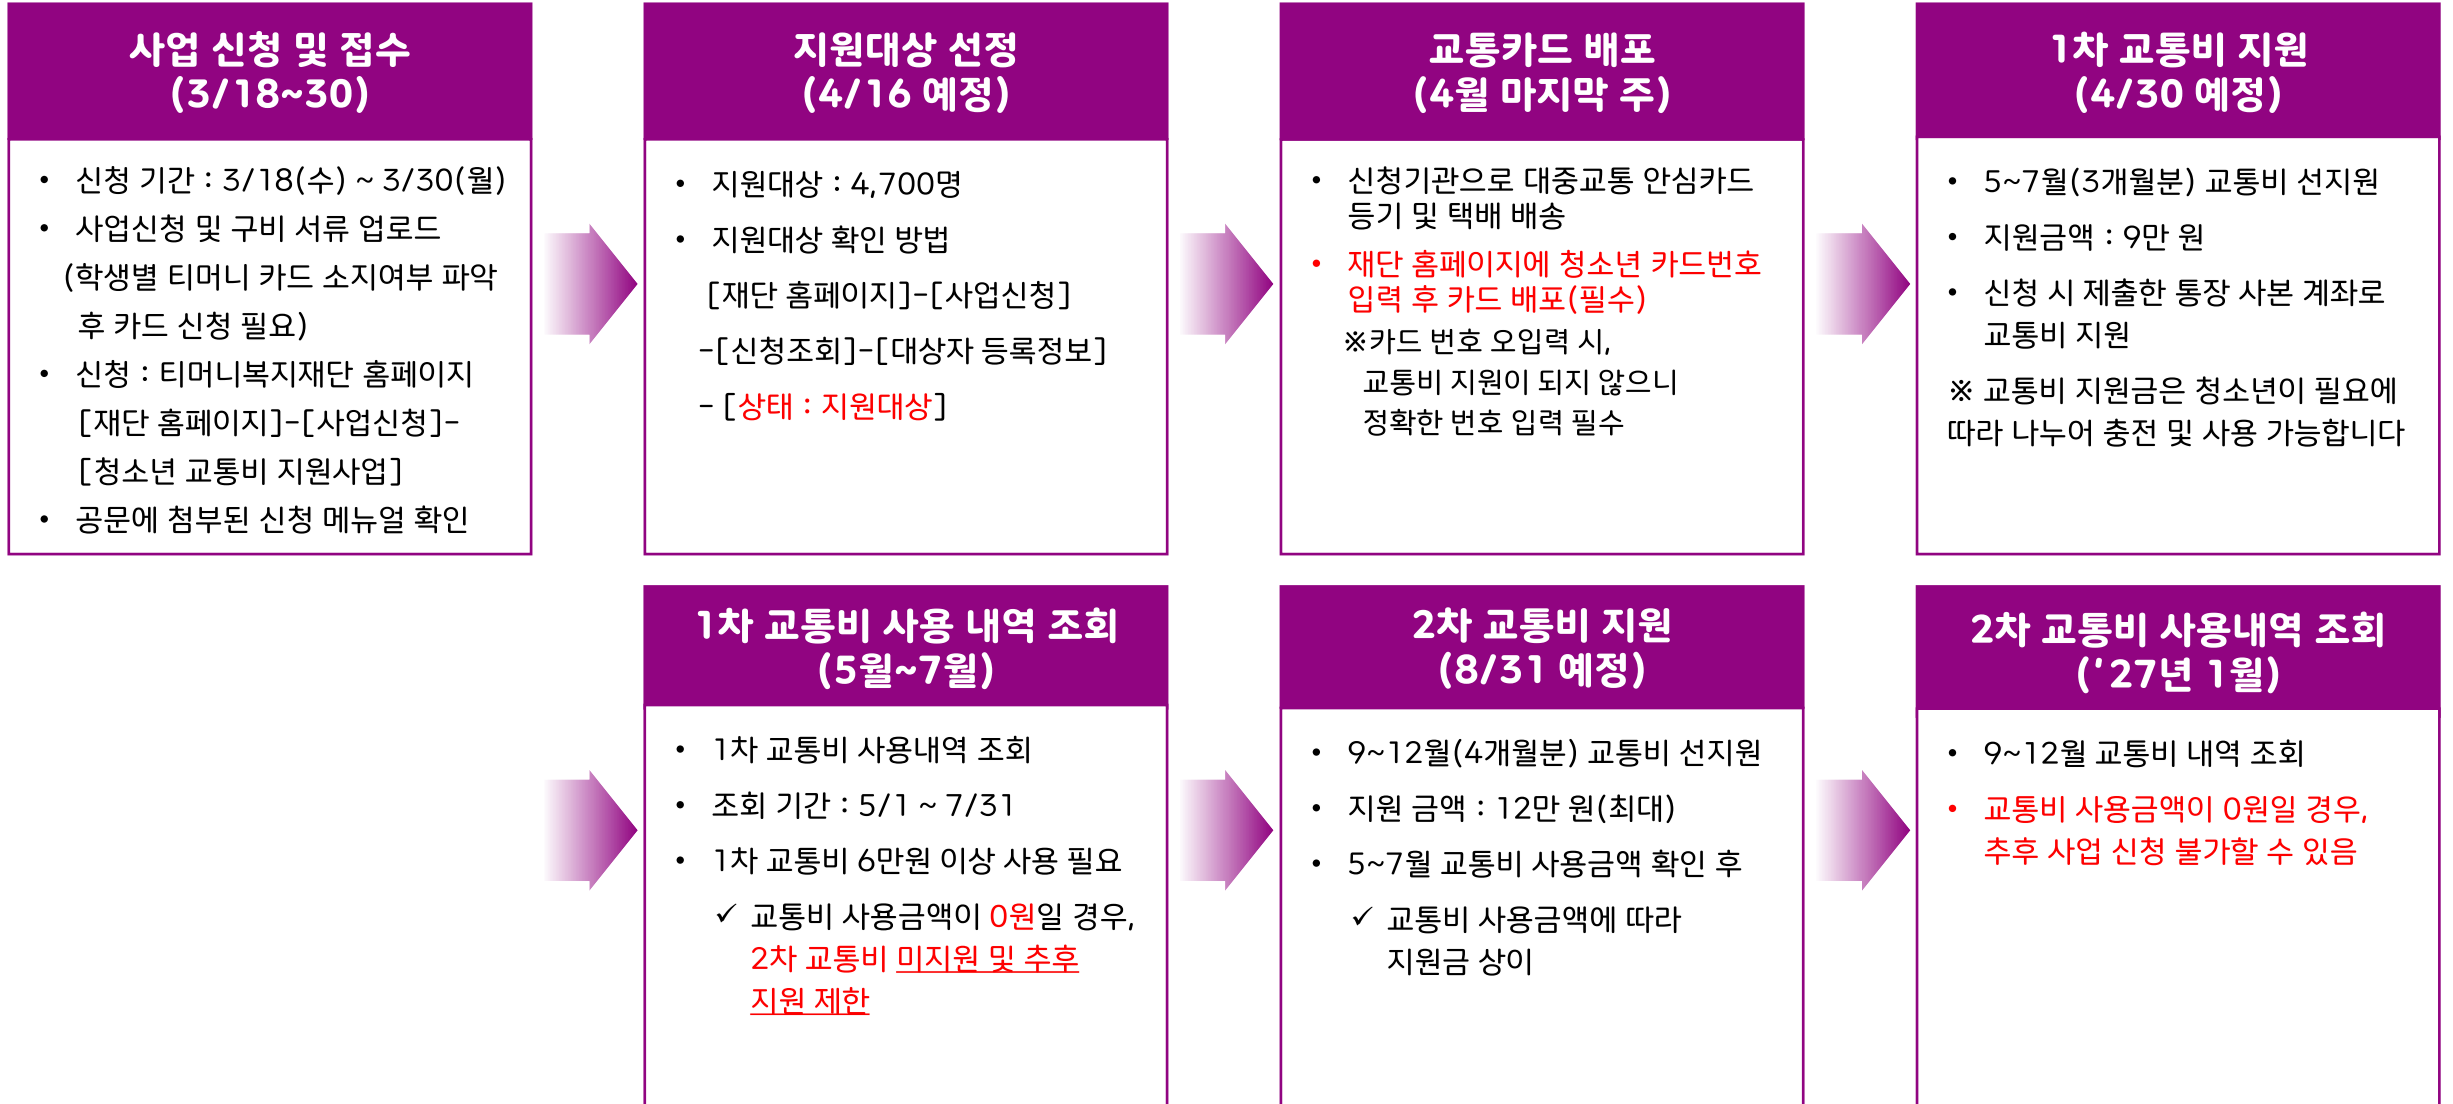 사업 신청 및 접수
(3/18~30)
• 신청 기간 : 3/18(수) ~ 3/30(월)
• 사업신청 및 구비 서류 업로드
(학생별 티머니 카드 소지여부 파악
후 카드 신청 필요)
• 신청 : 티머니복지재단 홈페이지
[재단 홈페이지]-[사업신청]-
[청소년 교통비 지원사업]
• 공문에 첨부된 신청 메뉴얼 확인
지원대상 선정
(4/16 예정)
• 지원대상 : 4,700명
• 지원대상 확인 방법
[재단 홈페이지]-[사업신청]
-[신청조회]-[대상자 등록정보]
- [상태 : 지원대상]
교통카드 배포
(4월 마지막 주)
• 신청기관으로 대중교통 안심카드
등기 및 택배 배송
• 재단 홈페이지에 청소년 카드번호
입력 후 카드 배포(필수)
※카드 번호 오입력 시,
교통비 지원이 되지 않으니
정확한 번호 입력 필수
1차 교통비 지원
(4/30 예정)
• 5~7월(3개월분) 교통비 선지원
• 지원금액 : 9만 원
• 신청 시 제출한 통장 사본 계좌로
교통비 지원
※ 교통비 지원금은 청소년이 필요에
따라 나누어 충전 및 사용 가능합니다
1차 교통비 사용 내역 조회
(5월~7월)
• 1차 교통비 사용내역 조회
• 조회 기간 : 5/1 ~ 7/31
• 1차 교통비 6만원 이상 사용 필요
✓ 교통비 사용금액이 0원일 경우,
2차 교통비 미지원 및 추후
지원 제한
2차 교통비 지원
(8/31 예정)
• 9~12월(4개월분) 교통비 선지원
• 지원 금액 : 12만 원(최대)
• 5~7월 교통비 사용금액 확인 후
✓ 교통비 사용금액에 따라
지원금 상이
2차 교통비 사용내역 조회
(‘27년 1월)
• 9~12월 교통비 내역 조회
• 교통비 사용금액이 0원일 경우,
추후 사업 신청 불가할 수 있음